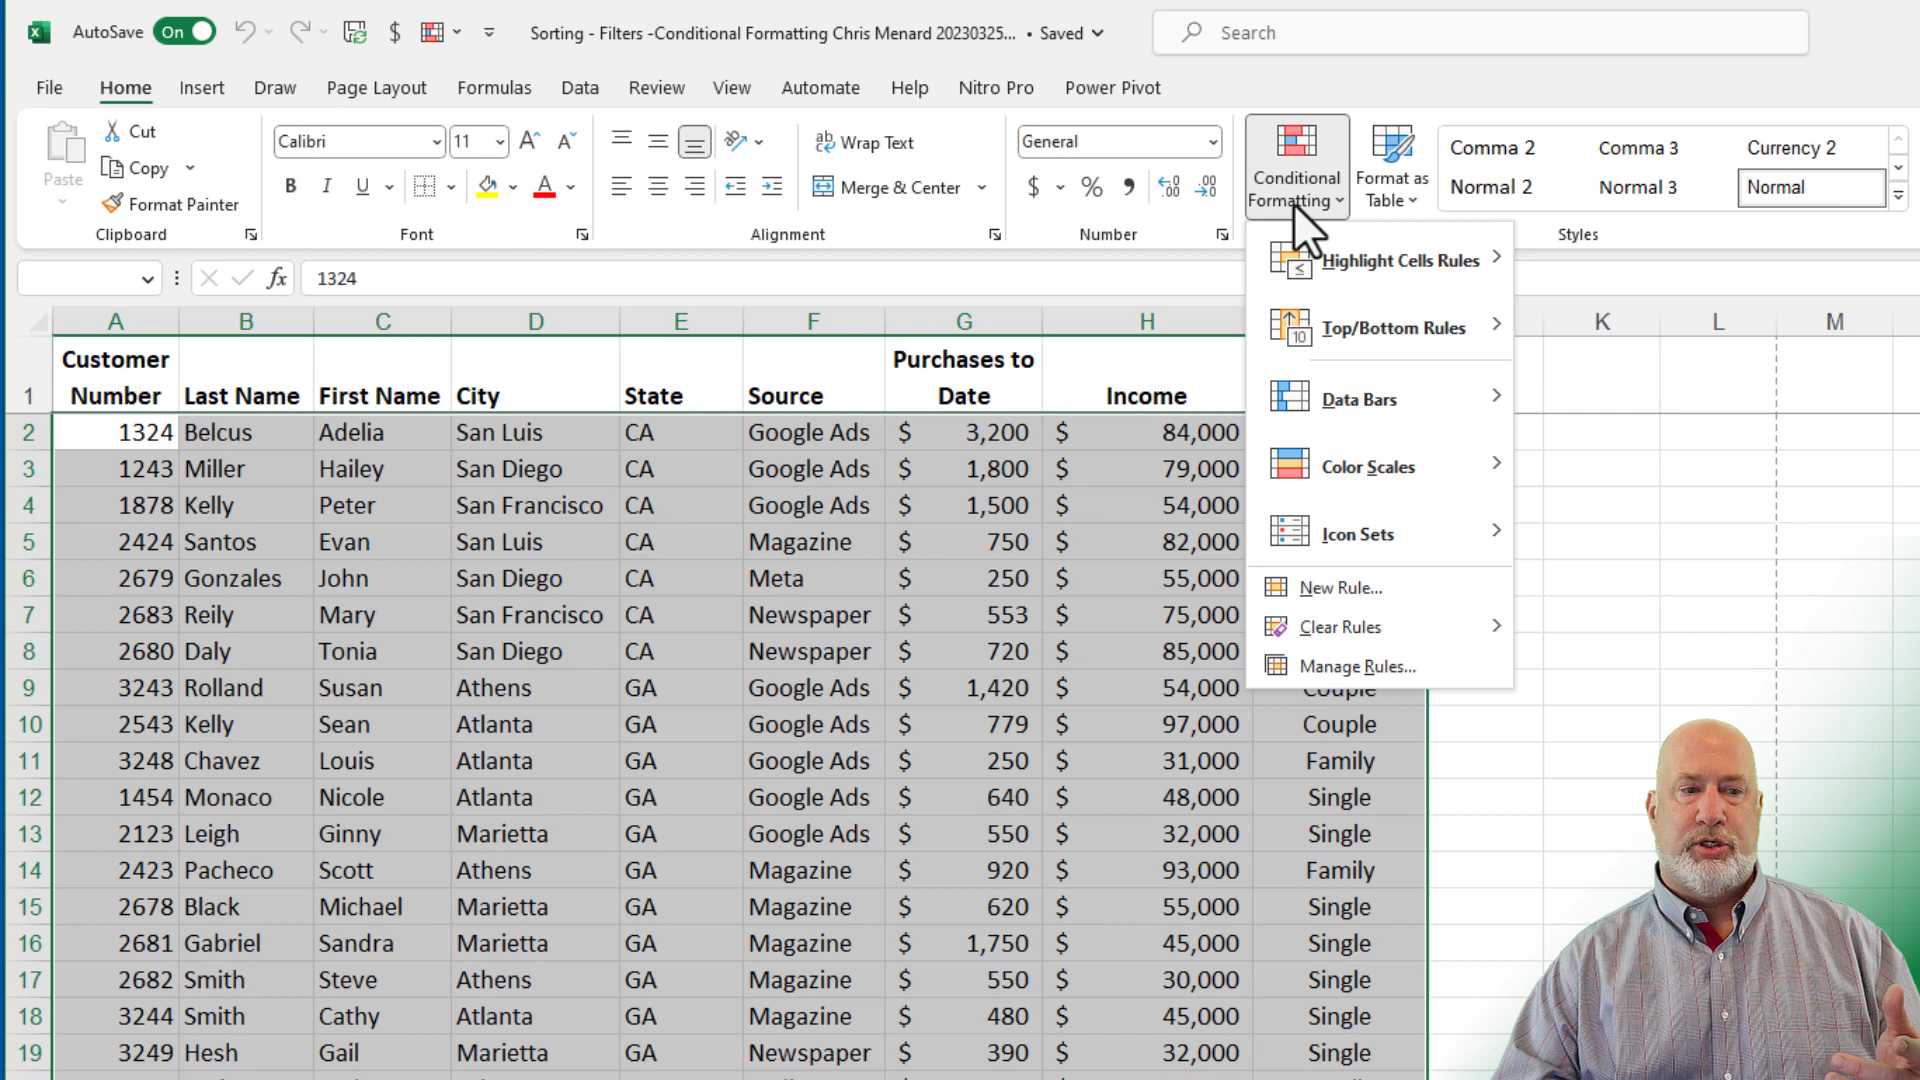 AutoSave On $ Sorting - Filters -Conditional Formatting Chris Menard 20230325... • Saved Search
File Home Insert Draw Page Layout Formulas Data Review View Automate Help Nitro Pro Power Pivot
Paste
Cut
Copy
Format Painter
Clipboard
Calibri 11 A A
B I U A
Font
ab Wrap Text
Merge & Center
Alignment
General
$ % 9 .00 .00
Number
Conditional Formatting
Format as Table
Comma 2 Comma 3 Currency 2
Normal 2 Normal 3 Normal
Styles
fx 1324
Highlight Cells Rules
Top/Bottom Rules
Data Bars
Color Scales
Icon Sets
New Rule...
Clear Rules
Manage Rules...
A B C D E F G H K L M
1 Customer Number Last Name First Name City State Source Purchases to Date Income
2 1324 Belcus Adelia San Luis CA Google Ads $ 3,200 $ 84,000
3 1243 Miller Hailey San Diego CA Google Ads $ 1,800 $ 79,000
4 1878 Kelly Peter San Francisco CA Google Ads $ 1,500 $ 54,000
5 2424 Santos Evan San Luis CA Magazine $ 750 $ 82,000
6 2679 Gonzales John San Diego CA Meta $ 250 $ 55,000
7 2683 Reily Mary San Francisco CA Newspaper $ 553 $ 75,000
8 2680 Daly Tonia San Diego CA Newspaper $ 720 $ 85,000
9 3243 Rolland Susan Athens GA Google Ads $ 1,420 $ 54,000 Couple
10 2543 Kelly Sean Atlanta GA Google Ads $ 779 $ 97,000 Couple
11 3248 Chavez Louis Atlanta GA Google Ads $ 250 $ 31,000 Family
12 1454 Monaco Nicole Atlanta GA Google Ads $ 640 $ 48,000 Single
13 2123 Leigh Ginny Marietta GA Google Ads $ 550 $ 32,000 Single
14 2423 Pacheco Scott Athens GA Magazine $ 920 $ 93,000 Family
15 2678 Black Michael Marietta GA Magazine $ 620 $ 55,000 Single
16 2681 Gabriel Sandra Marietta GA Magazine $ 1,750 $ 45,000 Single
17 2682 Smith Steve Athens GA Magazine $ 550 $ 30,000 Single
18 3244 Smith Cathy Atlanta GA Magazine $ 480 $ 45,000 Single
19 3249 Hesh Gail Marietta GA Newspaper $ 390 $ 32,000 Single